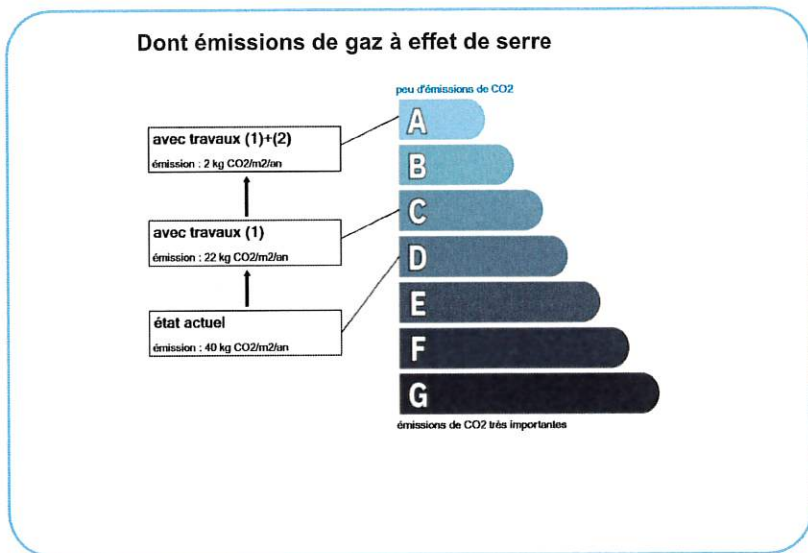 Dont émissions de gaz à effet de serre
peu d'émissions de CO2
A
avec travaux (1)+(2)
émission : 2 kg CO2/m2/an
B
C
avec travaux (1)
émission : 22 kg CO2/m2/an
D
E
état actuel
émission : 40 kg CO2/m2/an
F
G
émissions de CO2 très importantes